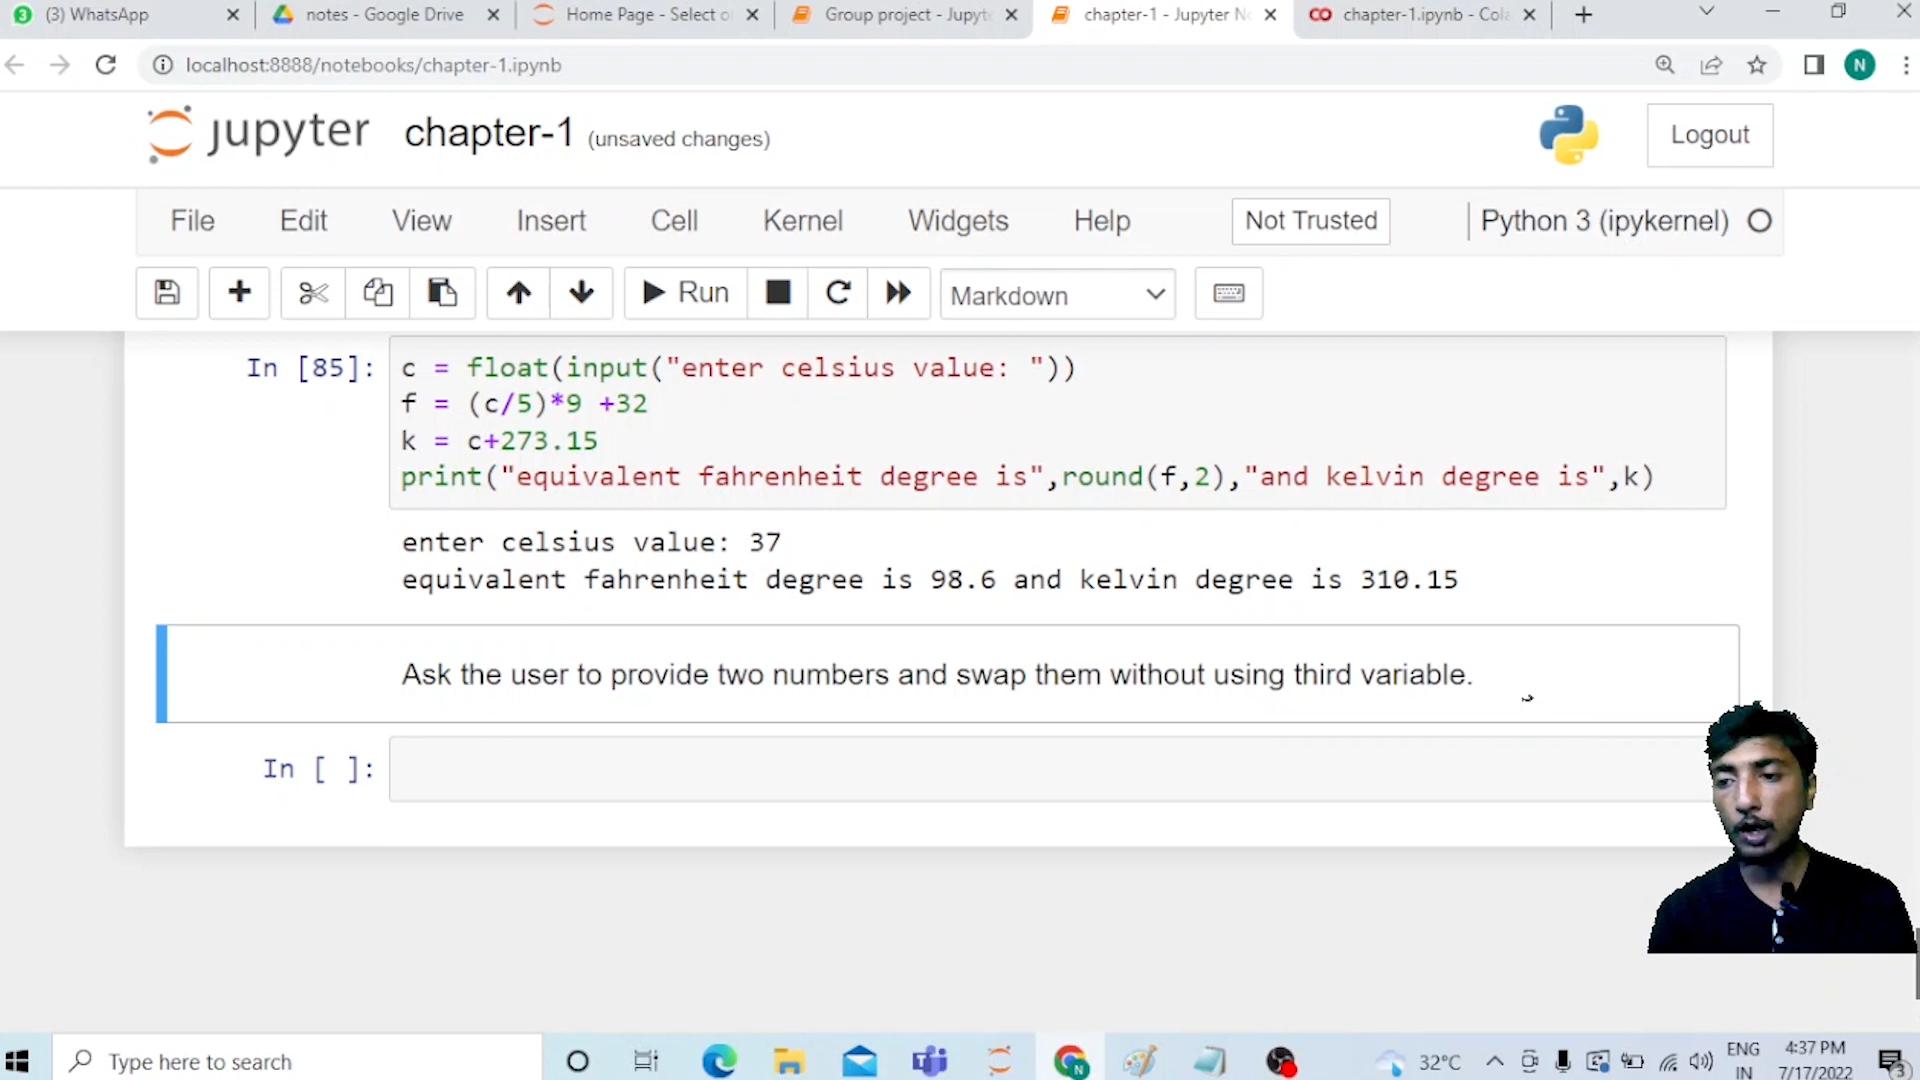 (3) WhatsApp
notes - Google Drive
Home Page - Select o
Group project - Jupyte
chapter-1 - Jupyter No
chapter-1.ipynb - Cola
localhost:8888/notebooks/chapter-1.ipynb
N
jupyter chapter-1 (unsaved changes)
Logout
File Edit View Insert Cell Kernel Widgets Help Not Trusted Python 3 (ipykernel)
Run Markdown
In [85]:
c = float(input("enter celsius value: "))
f = (c/5)*9 +32
k = c+273.15
print("equivalent fahrenheit degree is",round(f,2),"and kelvin degree is",k)
enter celsius value: 37
equivalent fahrenheit degree is 98.6 and kelvin degree is 310.15
Ask the user to provide two numbers and swap them without using third variable.
In [ ]:
Type here to search
32°C
ENG
IN
4:37 PM
7/17/2022
3